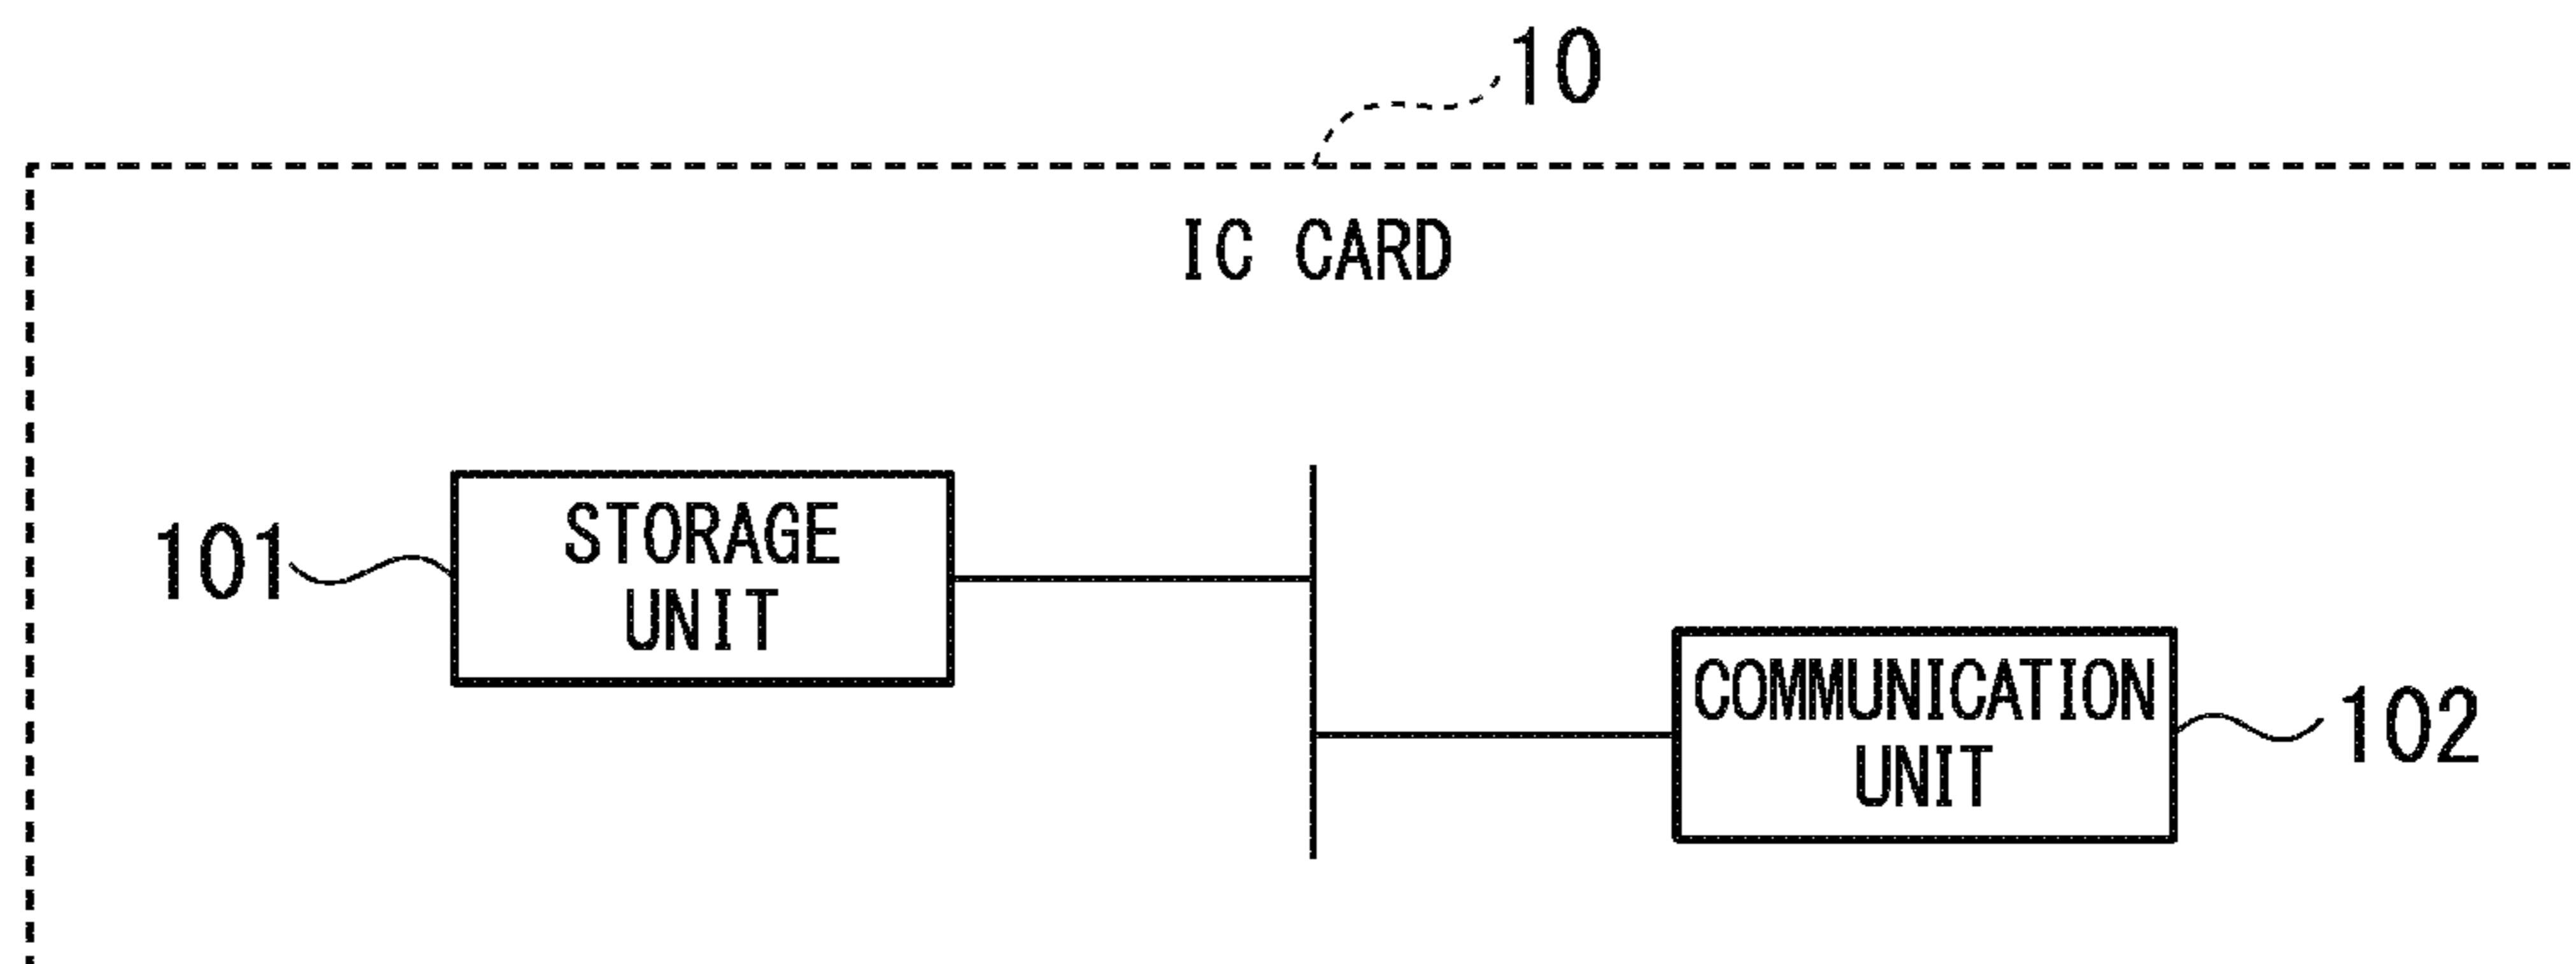 10
IC CARD
101
STORAGE
UNIT
COMMUNICATION
UNIT
102